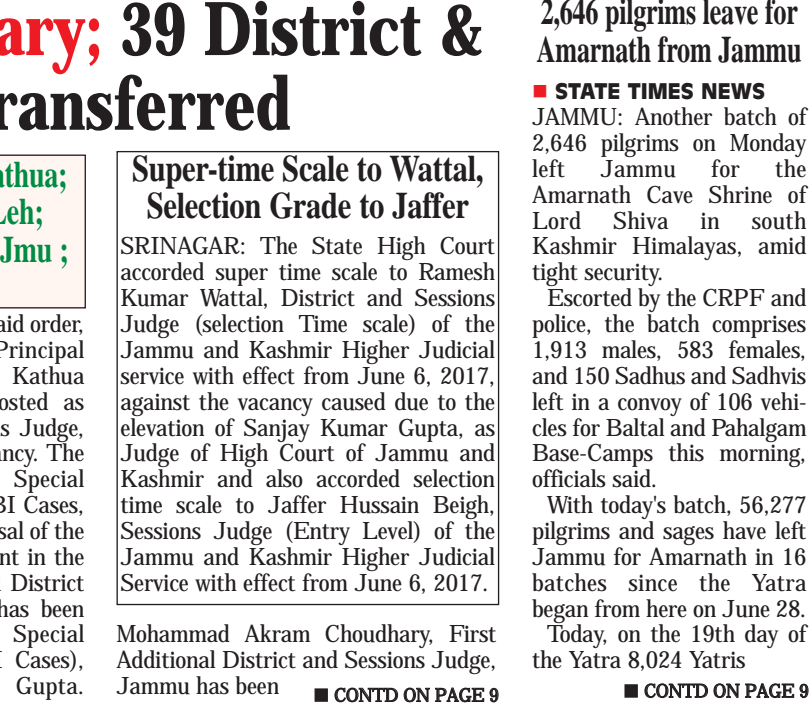 ary; 39 District &
ransferred
athua;
Leh;
Jmu ;
aid order,
Principal
Kathua
osted as
s Judge,
ancy. The
Special
BI Cases,
sal of the
nt in the
District
has been
Special
Cases),
Gupta.
Super-time Scale to Wattal,
Selection Grade to Jaffer
SRINAGAR: The State High Court
accorded super time scale to Ramesh
Kumar Wattal, District and Sessions
Judge (selection Time scale) of the
Jammu and Kashmir Higher Judicial
service with effect from June 6, 2017,
against the vacancy caused due to the
elevation of Sanjay Kumar Gupta, as
Judge of High Court of Jammu and
Kashmir and also accorded selection
time scale to Jaffer Hussain Beigh,
Sessions Judge (Entry Level) of the
Jammu and Kashmir Higher Judicial
Service with effect from June 6, 2017.
Mohammad Akram Choudhary, First
Additional District and Sessions Judge,
Jammu has been ■ CONTD ON PAGE 9
2,646 pilgrims leave for
Amarnath from Jammu
■ STATE TIMES NEWS
JAMMU: Another batch of
2,646 pilgrims on Monday
left Jammu for the
Amarnath Cave Shrine of
Lord Shiva in south
Kashmir Himalayas, amid
tight security.
Escorted by the CRPF and
police, the batch comprises
1,913 males, 583 females,
and 150 Sadhus and Sadhvis
left in a convoy of 106 vehi-
cles for Baltal and Pahalgam
Base-Camps this morning,
officials said.
With today's batch, 56,277
pilgrims and sages have left
Jammu for Amarnath in 16
batches since the Yatra
began from here on June 28.
Today, on the 19th day of
the Yatra 8,024 Yatris
■ CONTD ON PAGE 9